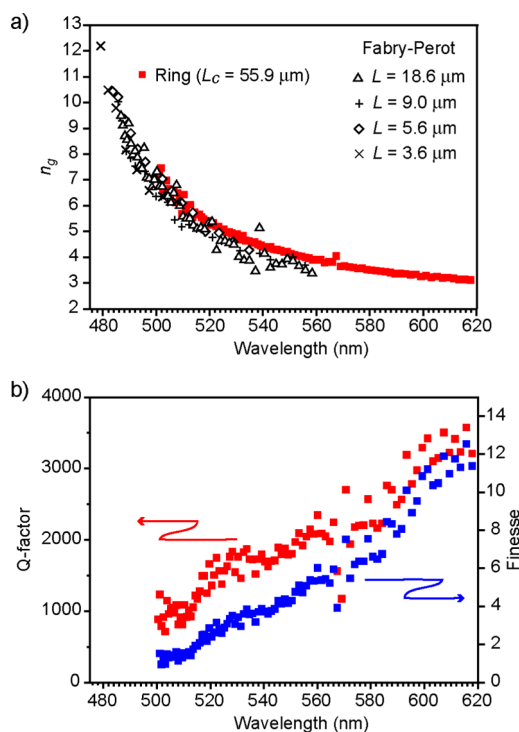 a)
13
12
11
10
9
8
7
6
5
4
3
2
n_g
Ring (L_c = 55.9 μm)
Fabry-Perot
L = 18.6 μm
L = 9.0 μm
L = 5.6 μm
L = 3.6 μm
480 500 520 540 560 580 600 620
Wavelength (nm)
b)
4000
3000
2000
1000
0
Q-factor
14
12
10
8
6
4
2
0
Finesse
480 500 520 540 560 580 600 620
Wavelength (nm)